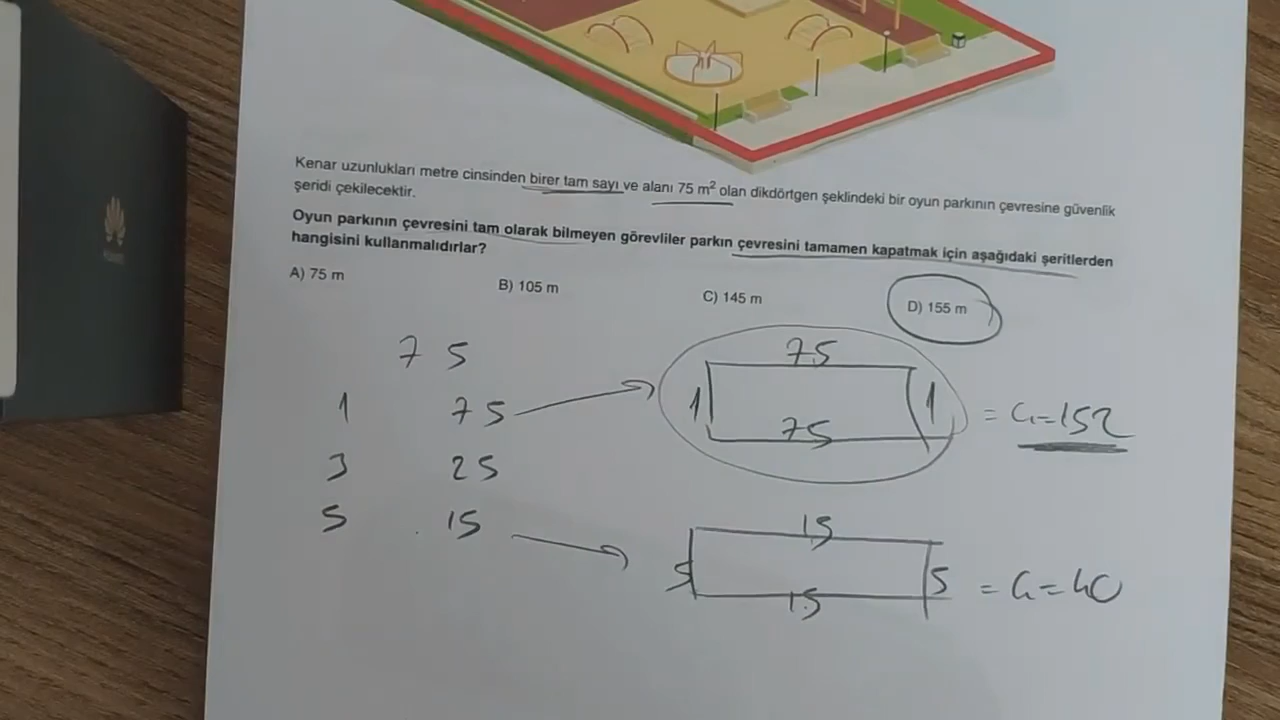 Kenar uzunlukları metre cinsinden birer tam sayı ve alanı 75 m² olan dikdörtgen şeklindeki bir oyun parkının çevresine güvenlik
şeridi çekilecektir.
Oyun parkının çevresini tam olarak bilmeyen görevliler parkın çevresini tamamen kapatmak için aşağıdaki şeritlerden
hangisini kullanmalıdırlar?
A) 75 m
B) 105 m
C) 145 m
D) 155 m
75
1 75
3 25
5 15
75
1 1
75
= Ç=152
15
5 5
15
= Ç=40